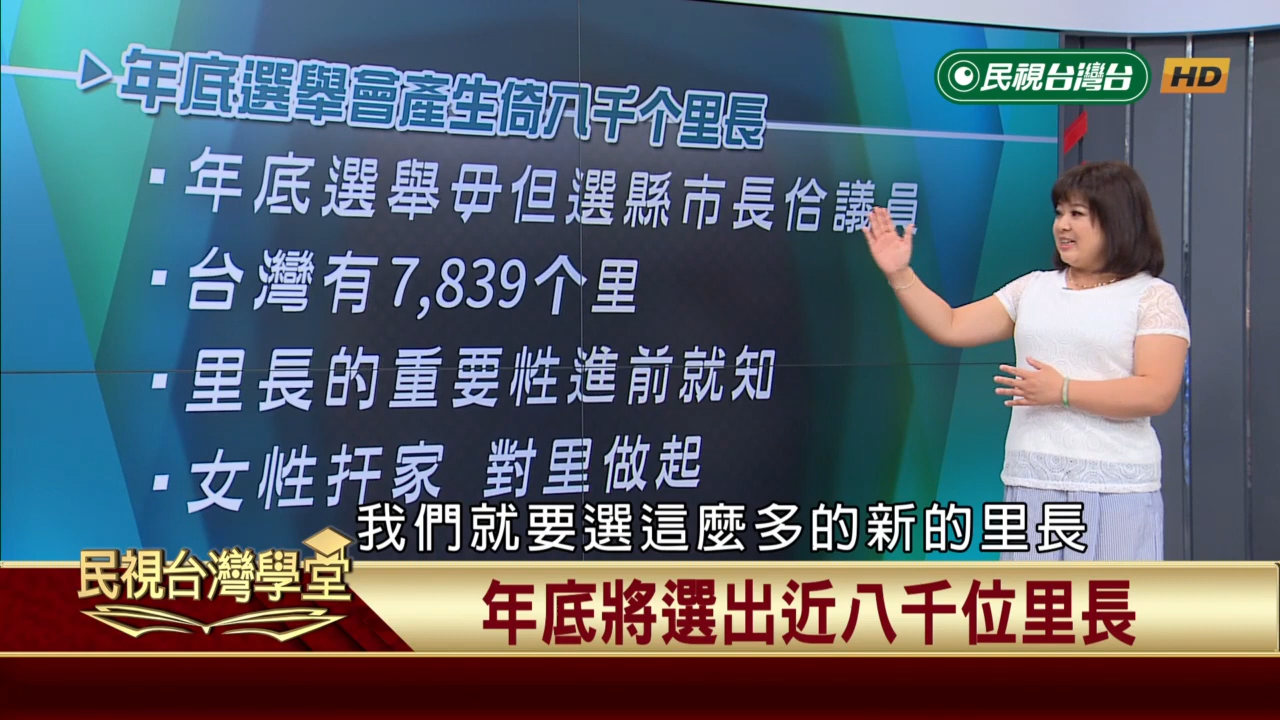 民視台灣台 HD
年底選舉會產生倚八千个里長
·年底選舉毋但選縣市長佮議員
·台灣有7,839个里
·里長的重要性進前就知
·女性扞家 對里做起
我們就要選這麼多的新的里長
民視台灣學堂
年底將選出近八千位里長